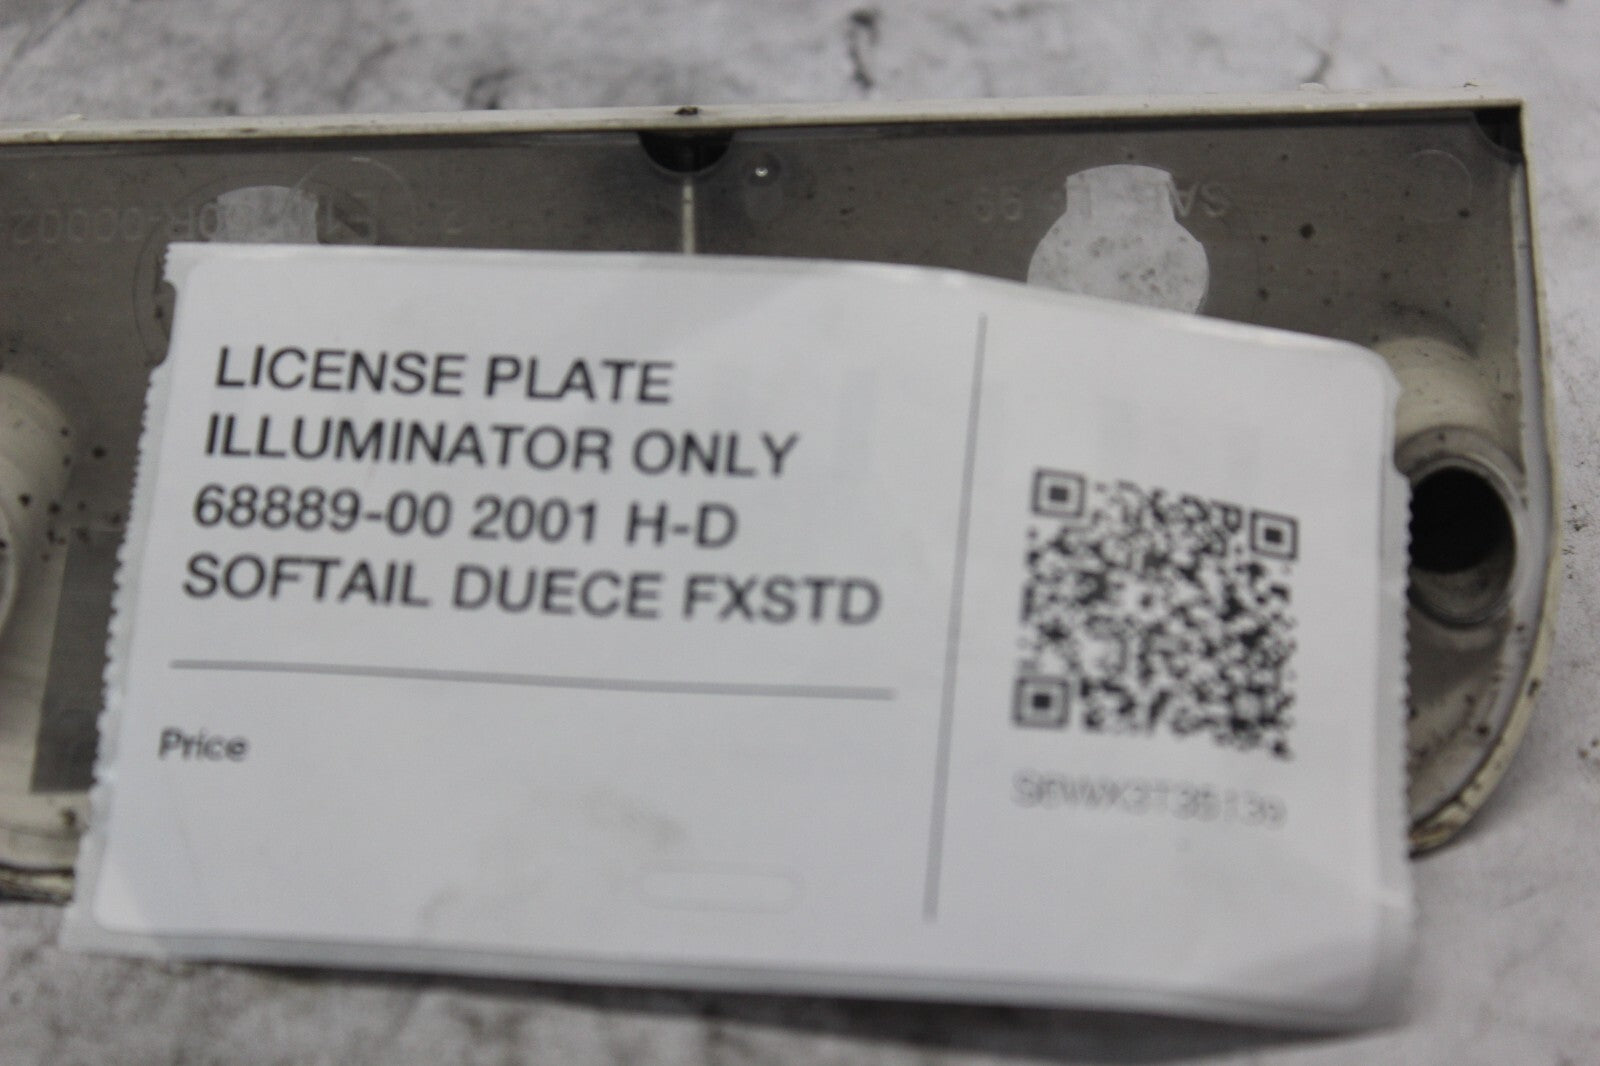 LICENSE PLATE
ILLUMINATOR ONLY
68889-00 2001 H-D
SOFTAIL DUECE FXSTD
Price